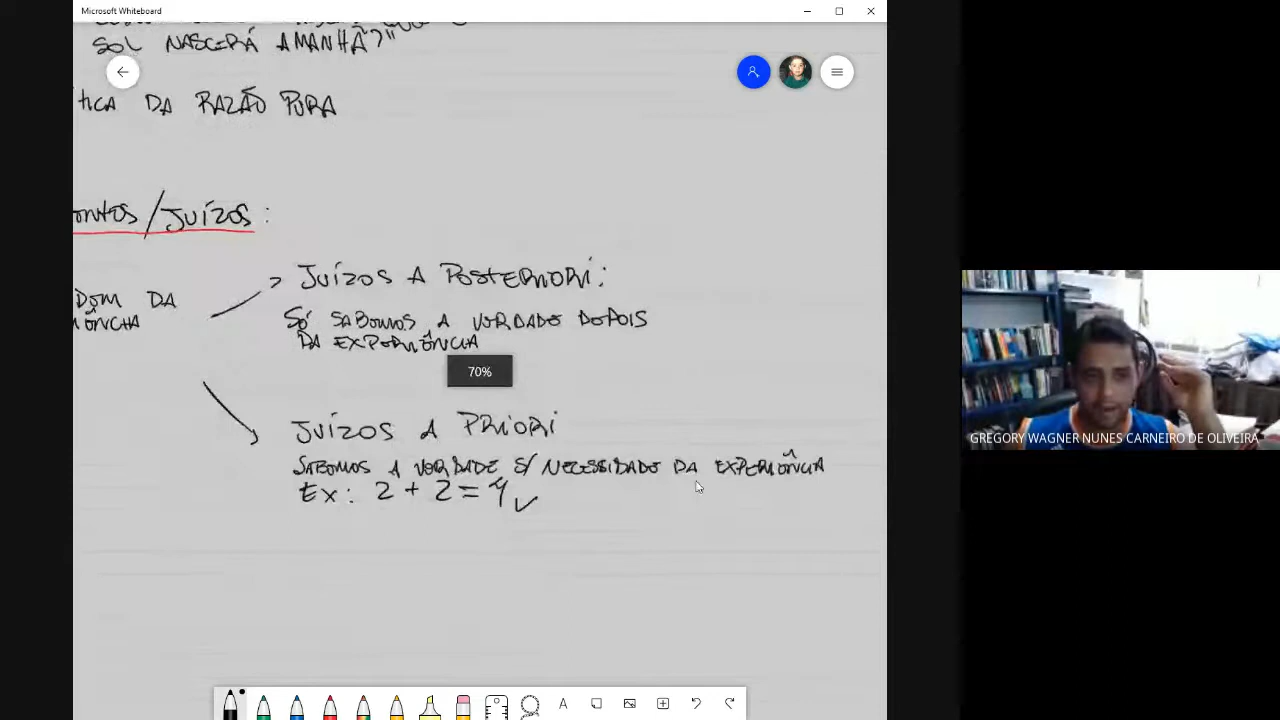 Microsoft Whiteboard
SOL NASCERÁ AMANHÃ?"
TICA DA RAZÃO PURA
ONTOS/JUÍZOS:
JUÍZOS A POSTERIORI:
DOM DA
SÓ SABEMOS A VERDADE DEPOIS
DA EXPERIÊNCIA
70%
JUÍZOS A PRIORI
SABEMOS A VERDADE S/ NECESSIDADE DA EXPERIÊNCIA
EX: 2 + 2 = 4
GREGORY WAGNER NUNES CARNEIRO DE OLIVEIRA
A